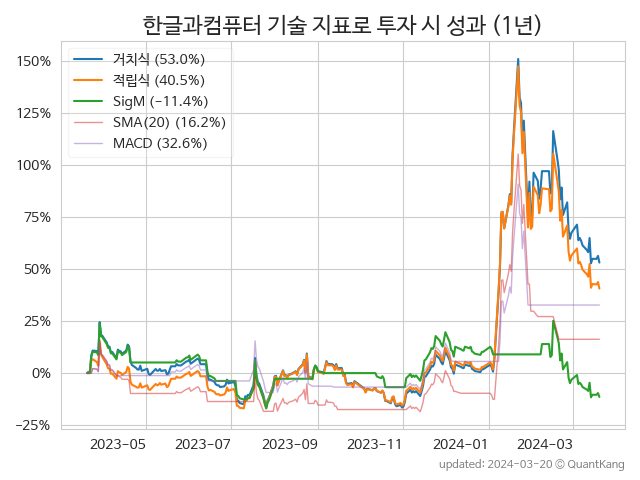 한글과컴퓨터 기술 지표로 투자 시 성과 (1년)
150%
125%
100%
75%
50%
25%
0%
−25%
거치식 (53.0%)
적립식 (40.5%)
SigM (−11.4%)
SMA(20) (16.2%)
MACD (32.6%)
2023-05
2023-07
2023-09
2023-11
2024-01
2024-03
updated: 2024-03-20 © QuantKang